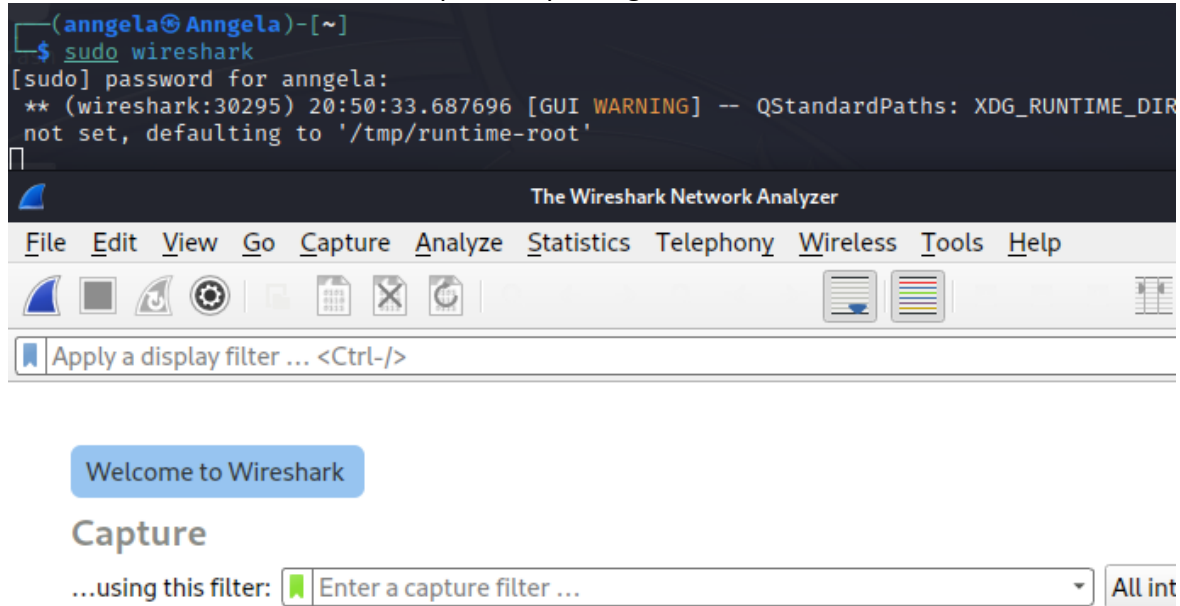 (anngela㉿Anngela)-[~]
$ sudo wireshark
[sudo] password for anngela:
** (wireshark:30295) 20:50:33.687696 [GUI WARNING] -- QStandardPaths: XDG_RUNTIME_DIR
not set, defaulting to '/tmp/runtime-root'
The Wireshark Network Analyzer
File Edit View Go Capture Analyze Statistics Telephony Wireless Tools Help
Apply a display filter … <Ctrl-/>
Welcome to Wireshark
Capture
…using this filter: Enter a capture filter … All int